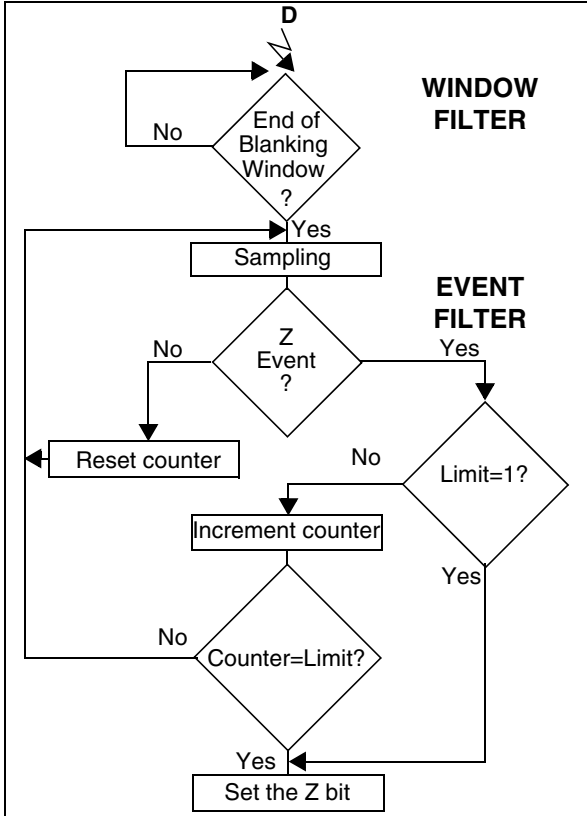 D
WINDOW
FILTER
No
End of
Blanking
Window
?
Yes
Sampling
EVENT
FILTER
No
Z
Event
?
Yes
Reset counter
No
Limit=1?
Increment counter
Yes
No
Counter=Limit?
Yes
Set the Z bit